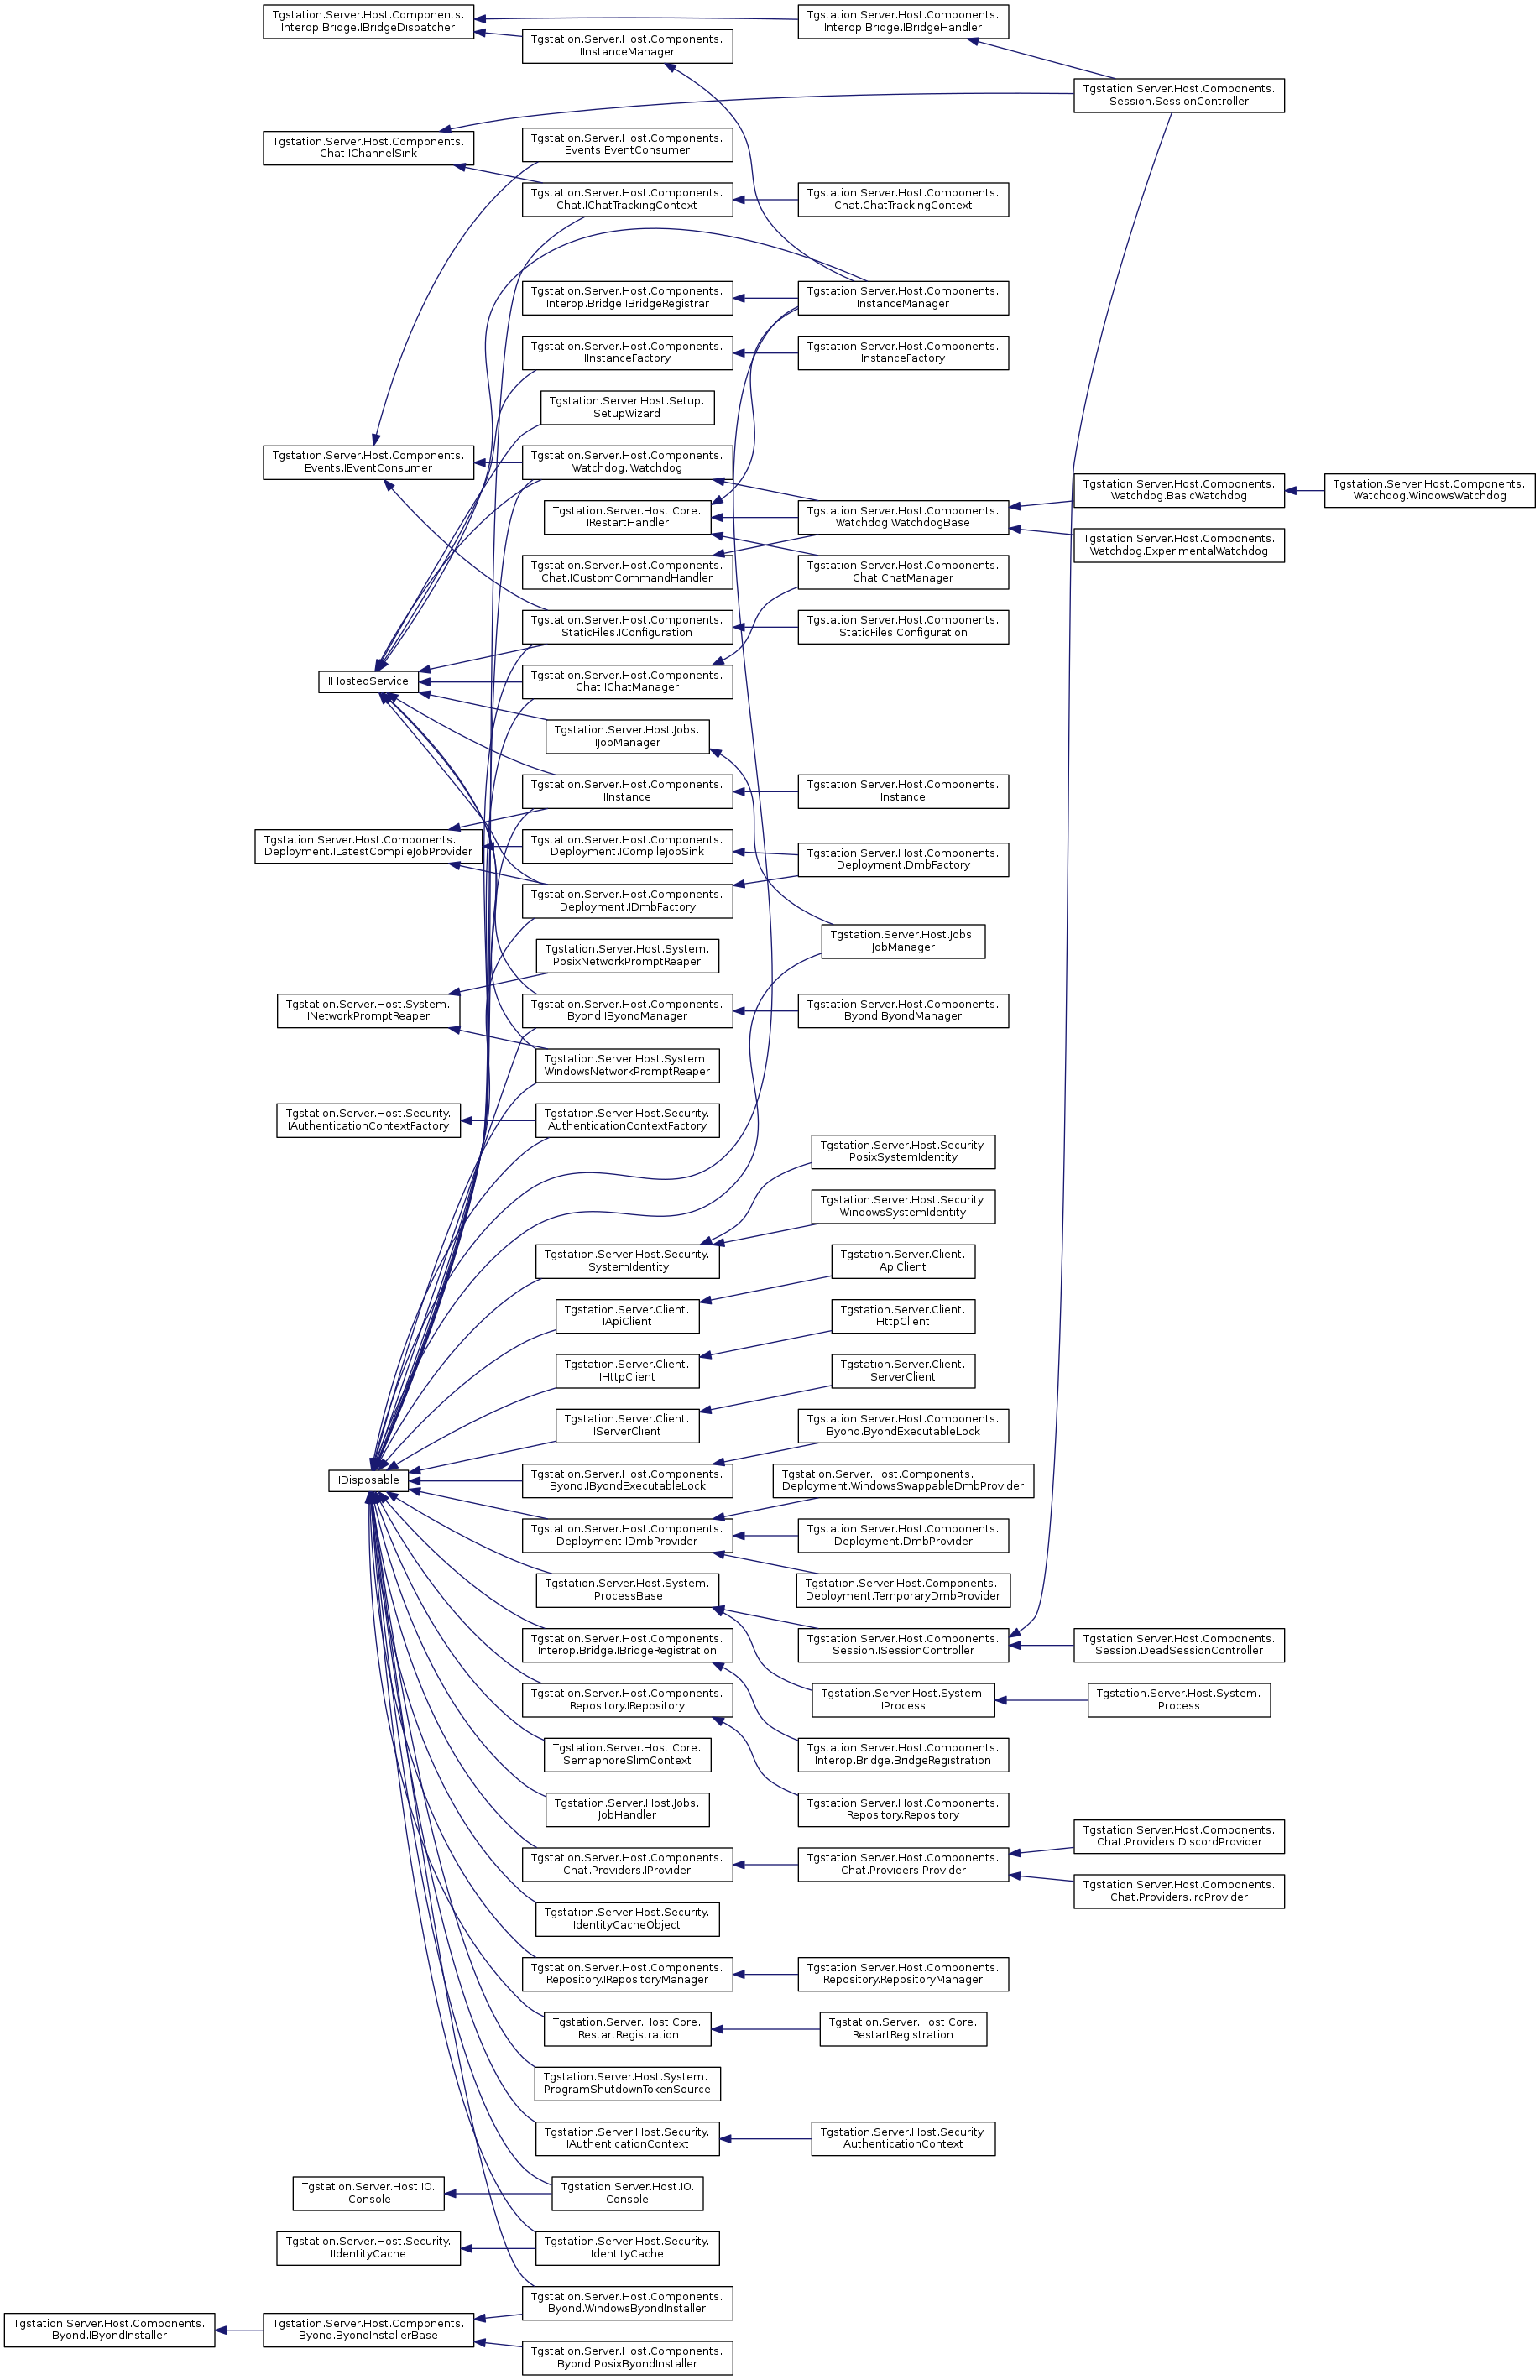 Tgstation.Server.Host.Components.
Interop.Bridge.IBridgeDispatcher
Tgstation.Server.Host.Components.
Interop.Bridge.IBridgeHandler
Tgstation.Server.Host.Components.
IInstanceManager
Tgstation.Server.Host.Components.
Session.SessionController
Tgstation.Server.Host.Components.
Chat.IChannelSink
Tgstation.Server.Host.Components.
Events.EventConsumer
Tgstation.Server.Host.Components.
Chat.IChatTrackingContext
Tgstation.Server.Host.Components.
Chat.ChatTrackingContext
Tgstation.Server.Host.Components.
Interop.Bridge.IBridgeRegistrar
Tgstation.Server.Host.Components.
InstanceManager
Tgstation.Server.Host.Components.
IInstanceFactory
Tgstation.Server.Host.Components.
InstanceFactory
Tgstation.Server.Host.Setup.
SetupWizard
Tgstation.Server.Host.Components.
Events.IEventConsumer
Tgstation.Server.Host.Components.
Watchdog.IWatchdog
Tgstation.Server.Host.Components.
Watchdog.BasicWatchdog
Tgstation.Server.Host.Components.
Watchdog.WindowsWatchdog
Tgstation.Server.Host.Core.
IRestartHandler
Tgstation.Server.Host.Components.
Watchdog.WatchdogBase
Tgstation.Server.Host.Components.
Watchdog.ExperimentalWatchdog
Tgstation.Server.Host.Components.
Chat.ICustomCommandHandler
Tgstation.Server.Host.Components.
Chat.ChatManager
Tgstation.Server.Host.Components.
StaticFiles.IConfiguration
Tgstation.Server.Host.Components.
StaticFiles.Configuration
IHostedService
Tgstation.Server.Host.Components.
Chat.IChatManager
Tgstation.Server.Host.Jobs.
IJobManager
Tgstation.Server.Host.Components.
IInstance
Tgstation.Server.Host.Components.
Instance
Tgstation.Server.Host.Components.
Deployment.ILatestCompileJobProvider
Tgstation.Server.Host.Components.
Deployment.ICompileJobSink
Tgstation.Server.Host.Components.
Deployment.DmbFactory
Tgstation.Server.Host.Components.
Deployment.IDmbFactory
Tgstation.Server.Host.Jobs.
JobManager
Tgstation.Server.Host.System.
PosixNetworkPromptReaper
Tgstation.Server.Host.System.
INetworkPromptReaper
Tgstation.Server.Host.Components.
Byond.IByondManager
Tgstation.Server.Host.Components.
Byond.ByondManager
Tgstation.Server.Host.System.
WindowsNetworkPromptReaper
Tgstation.Server.Host.Security.
IAuthenticationContextFactory
Tgstation.Server.Host.Security.
AuthenticationContextFactory
Tgstation.Server.Host.Security.
PosixSystemIdentity
Tgstation.Server.Host.Security.
WindowsSystemIdentity
Tgstation.Server.Host.Security.
ISystemIdentity
Tgstation.Server.Client.
ApiClient
Tgstation.Server.Client.
IApiClient
Tgstation.Server.Client.
HttpClient
Tgstation.Server.Client.
IHttpClient
Tgstation.Server.Client.
ServerClient
Tgstation.Server.Client.
IServerClient
Tgstation.Server.Host.Components.
Byond.ByondExecutableLock
IDisposable
Tgstation.Server.Host.Components.
Byond.IByondExecutableLock
Tgstation.Server.Host.Components.
Deployment.WindowsSwappableDmbProvider
Tgstation.Server.Host.Components.
Deployment.IDmbProvider
Tgstation.Server.Host.Components.
Deployment.DmbProvider
Tgstation.Server.Host.System.
IProcessBase
Tgstation.Server.Host.Components.
Deployment.TemporaryDmbProvider
Tgstation.Server.Host.Components.
Interop.Bridge.IBridgeRegistration
Tgstation.Server.Host.Components.
Session.ISessionController
Tgstation.Server.Host.Components.
Session.DeadSessionController
Tgstation.Server.Host.Components.
Repository.IRepository
Tgstation.Server.Host.System.
IProcess
Tgstation.Server.Host.System.
Process
Tgstation.Server.Host.Core.
SemaphoreSlimContext
Tgstation.Server.Host.Components.
Interop.Bridge.BridgeRegistration
Tgstation.Server.Host.Jobs.
JobHandler
Tgstation.Server.Host.Components.
Repository.Repository
Tgstation.Server.Host.Components.
Chat.Providers.IProvider
Tgstation.Server.Host.Components.
Chat.Providers.Provider
Tgstation.Server.Host.Components.
Chat.Providers.DiscordProvider
Tgstation.Server.Host.Components.
Chat.Providers.IrcProvider
Tgstation.Server.Host.Security.
IdentityCacheObject
Tgstation.Server.Host.Components.
Repository.IRepositoryManager
Tgstation.Server.Host.Components.
Repository.RepositoryManager
Tgstation.Server.Host.Core.
IRestartRegistration
Tgstation.Server.Host.Core.
RestartRegistration
Tgstation.Server.Host.System.
ProgramShutdownTokenSource
Tgstation.Server.Host.Security.
IAuthenticationContext
Tgstation.Server.Host.Security.
AuthenticationContext
Tgstation.Server.Host.IO.
IConsole
Tgstation.Server.Host.IO.
Console
Tgstation.Server.Host.Security.
IIdentityCache
Tgstation.Server.Host.Security.
IdentityCache
Tgstation.Server.Host.Components.
Byond.WindowsByondInstaller
Tgstation.Server.Host.Components.
Byond.IByondInstaller
Tgstation.Server.Host.Components.
Byond.ByondInstallerBase
Tgstation.Server.Host.Components.
Byond.PosixByondInstaller